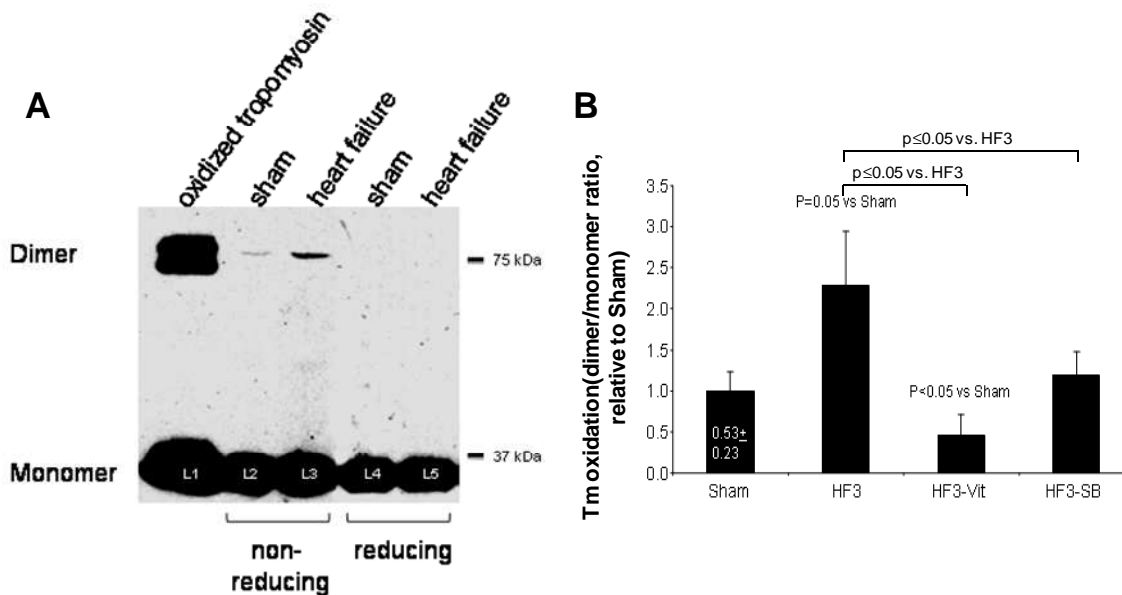 A
oxidized tropomyosin
sham
heart failure
sham
heart failure
Dimer
75 kDa
Monomer
37 kDa
L1 L2 L3 L4 L5
non-
reducing
reducing
B
p≤0.05 vs. HF3
p≤0.05 vs. HF3
P=0.05 vs Sham
P<0.05 vs Sham
Tm oxidation(dimer/monomer ratio,
relative to Sham)
3.5
3.0
2.5
2.0
1.5
1.0
0.5
0.0
0.53±
0.23
Sham HF3 HF3-Vit HF3-SB